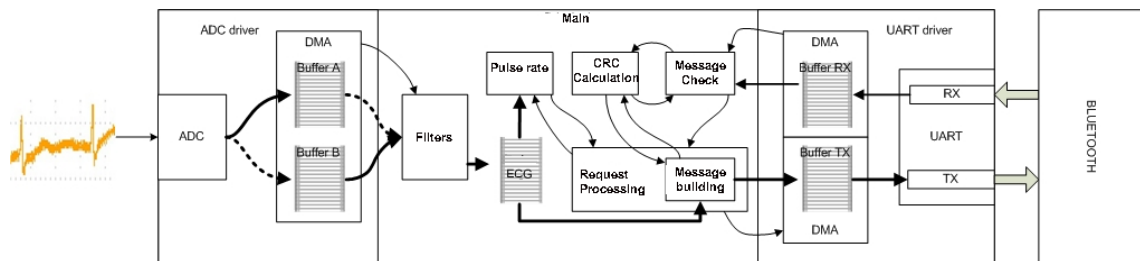 ADC driver
Main
UART driver
DMA
Buffer A
Buffer B
ADC
Filters
Pulse rate
CRC
Calculation
Message
Check
ECG
Request
Processing
Message
building
DMA
Buffer RX
Buffer TX
DMA
RX
UART
TX
BLUETOOTH